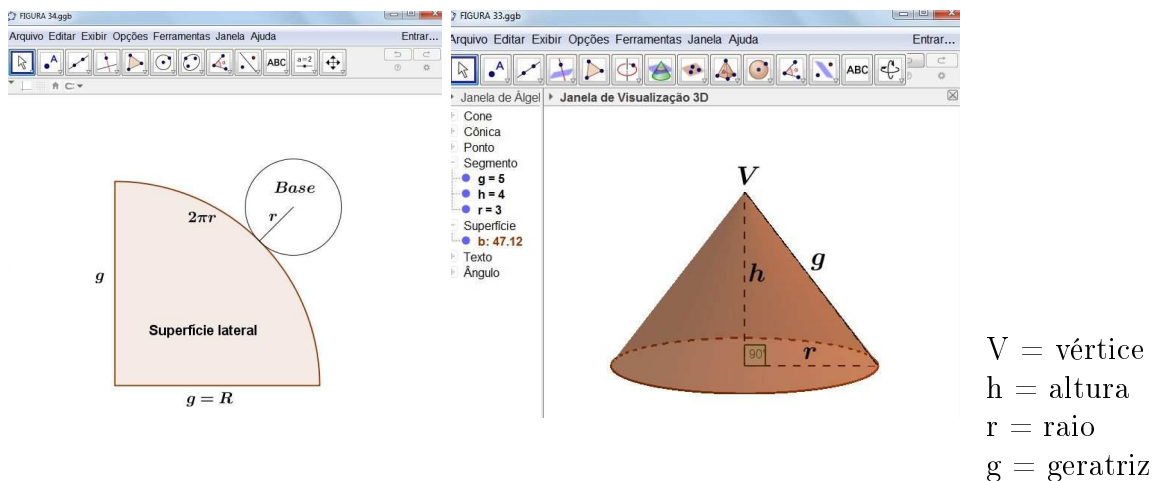 FIGURA 34.ggb
Arquivo Editar Exibir Opções Ferramentas Janela Ajuda Entrar...
A ABC a=2
Base
2πr r
g
Superfície lateral
g = R
FIGURA 33.ggb
Arquivo Editar Exibir Opções Ferramentas Janela Ajuda Entrar...
A ABC
Janela de Álgel Janela de Visualização 3D
Cone
Cônica
Ponto
Segmento
g = 5
h = 4
r = 3
Superfície
b: 47.12
Texto
Ângulo
V
g
h
90° r
V = vértice
h = altura
r = raio
g = geratriz